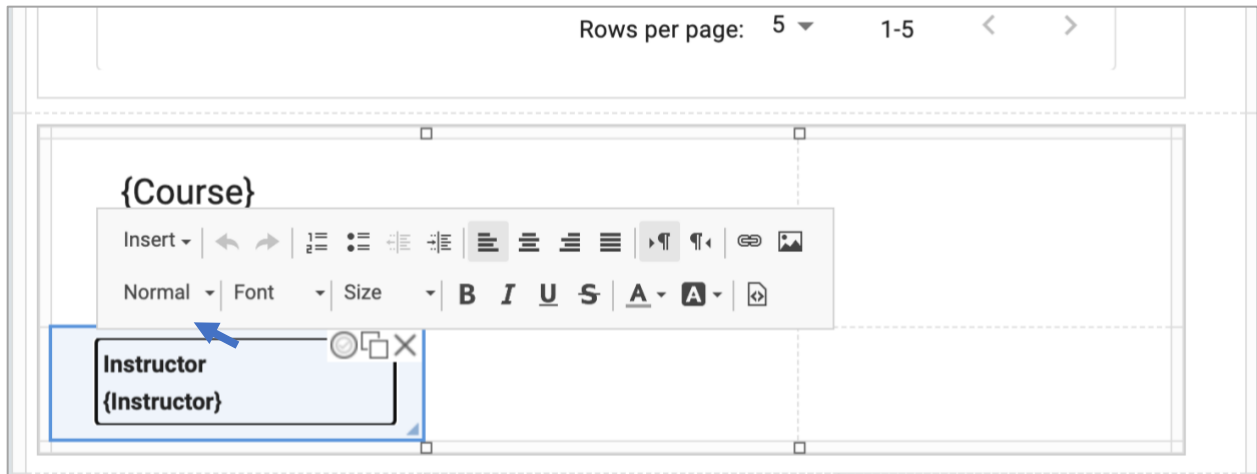 Rows per page: 5 1-5
{Course}
Insert
Normal Font Size B I U S A A
Instructor
{Instructor}